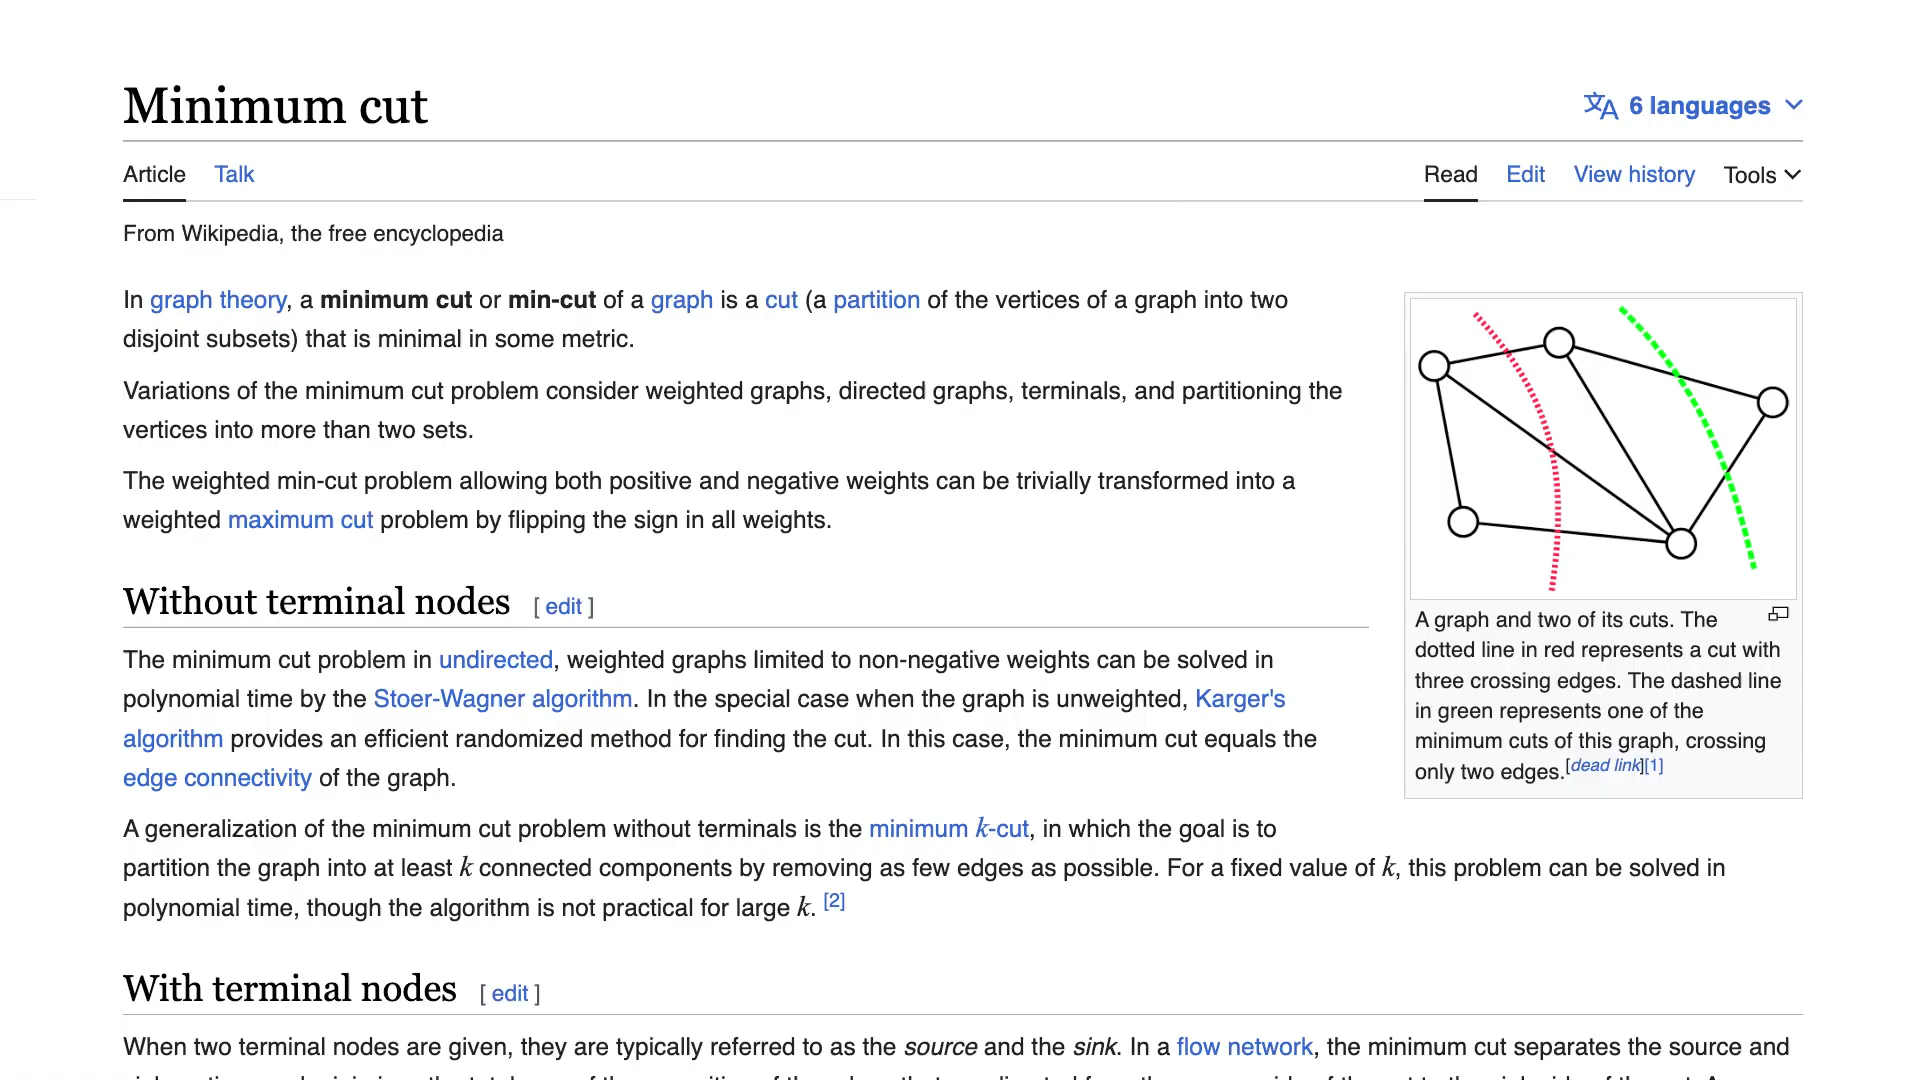 Minimum cut
6 languages
Article Talk
Read Edit View history Tools
From Wikipedia, the free encyclopedia
In graph theory, a minimum cut or min-cut of a graph is a cut (a partition of the vertices of a graph into two
disjoint subsets) that is minimal in some metric.
Variations of the minimum cut problem consider weighted graphs, directed graphs, terminals, and partitioning the
vertices into more than two sets.
The weighted min-cut problem allowing both positive and negative weights can be trivially transformed into a
weighted maximum cut problem by flipping the sign in all weights.
A graph and two of its cuts. The
dotted line in red represents a cut with
three crossing edges. The dashed line
in green represents one of the
minimum cuts of this graph, crossing
only two edges.[dead link][1]
Without terminal nodes [ edit ]
The minimum cut problem in undirected, weighted graphs limited to non-negative weights can be solved in
polynomial time by the Stoer-Wagner algorithm. In the special case when the graph is unweighted, Karger's
algorithm provides an efficient randomized method for finding the cut. In this case, the minimum cut equals the
edge connectivity of the graph.
A generalization of the minimum cut problem without terminals is the minimum k-cut, in which the goal is to
partition the graph into at least k connected components by removing as few edges as possible. For a fixed value of k, this problem can be solved in
polynomial time, though the algorithm is not practical for large k. [2]
With terminal nodes [ edit ]
When two terminal nodes are given, they are typically referred to as the source and the sink. In a flow network, the minimum cut separates the source and